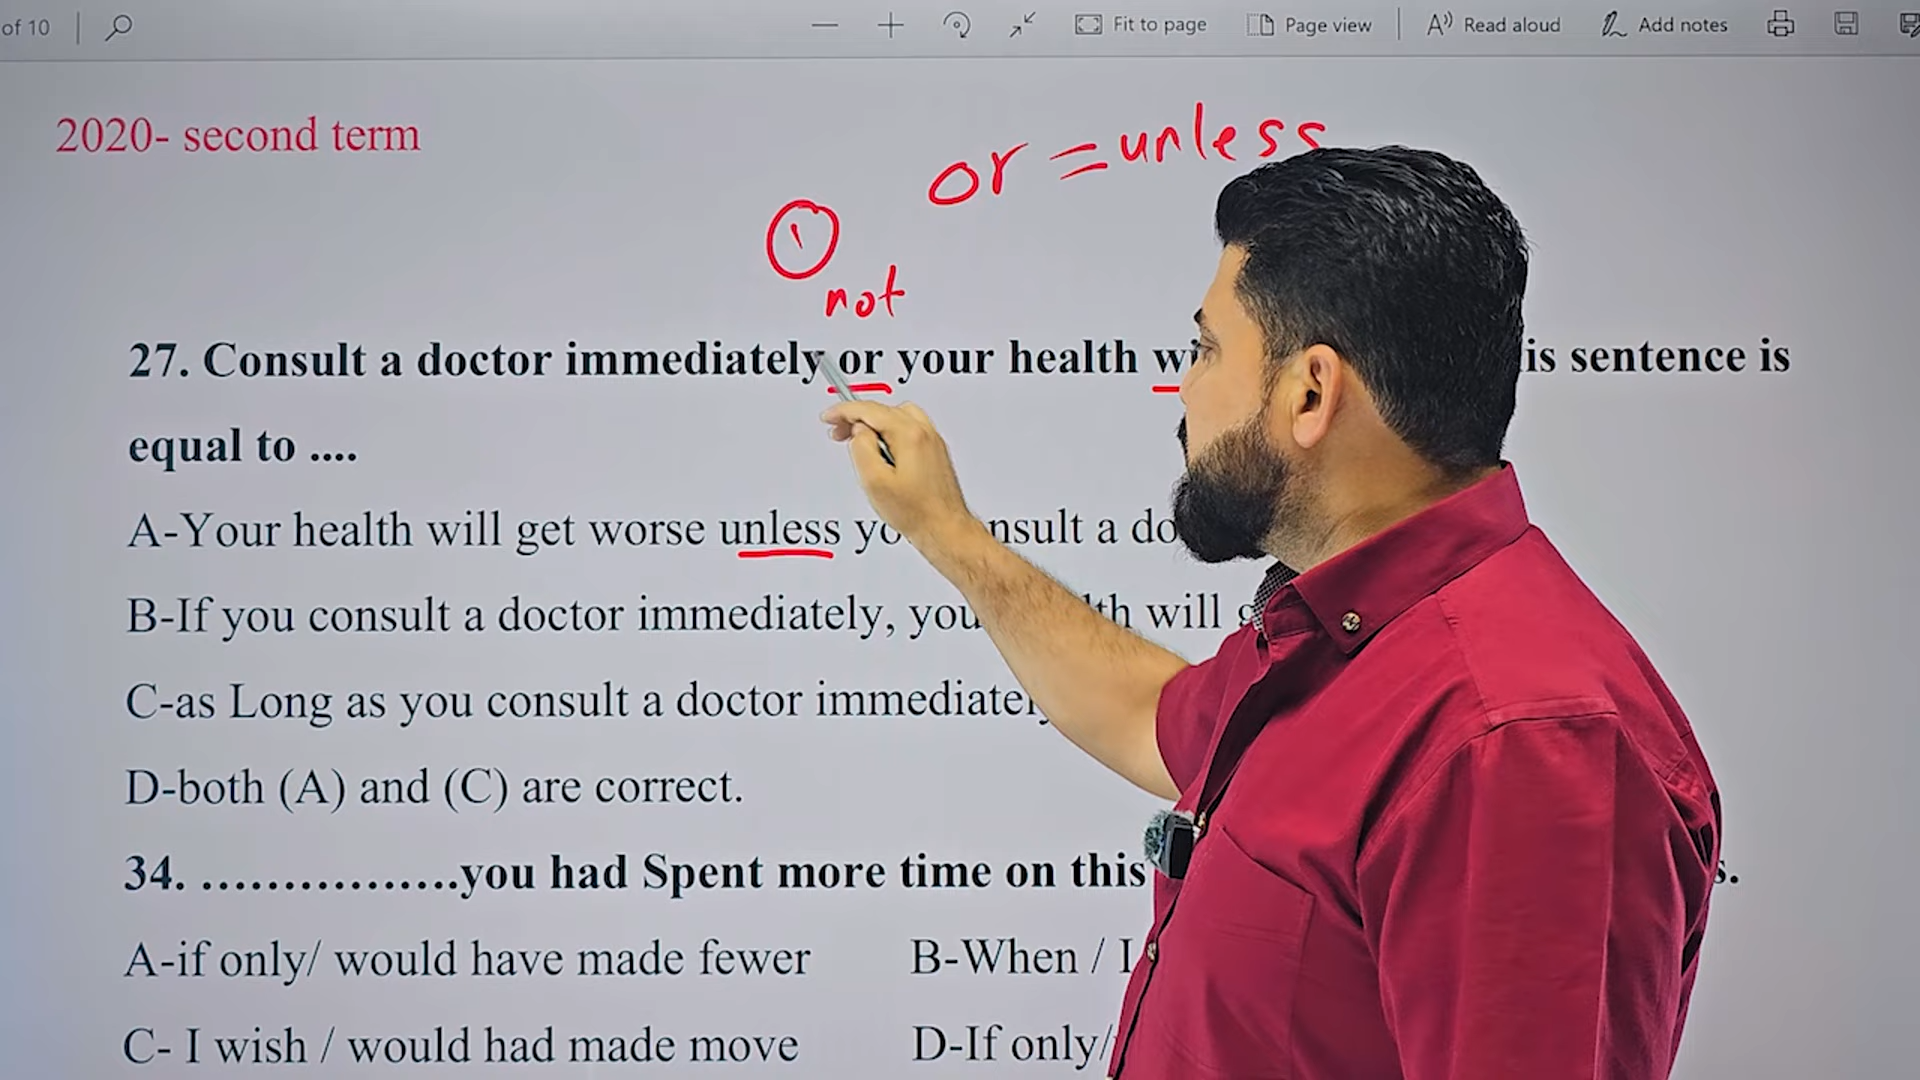 of 10 Fit to page Page view Read aloud Add notes
2020- second term
or = unless
1
not
27. Consult a doctor immediately or your health sentence is
equal to ....
A-Your health will get worse unless a
B-If you consult a doctor immediately, will
C-as Long as you consult a doctor
D-both (A) and (C) are correct.
34. ................you had Spent more time on this
A-if only/ would have made fewer B-When / I
C- I wish / would had made move D-If only/